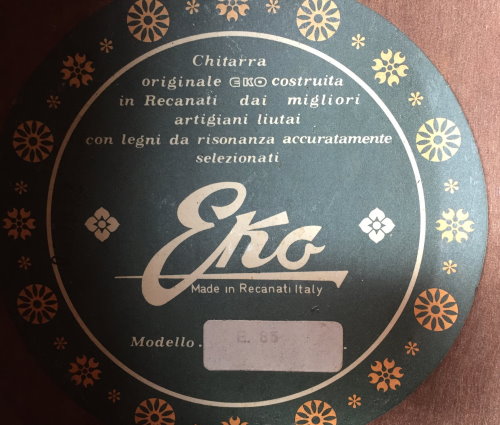 Chitarra
originale EKO costruita
in Recanati dai migliori
artigiani liutai
con legni da risonanza accuratamente
selezionati
Eko
Made in Recanati Italy
Modello. E. 85 .